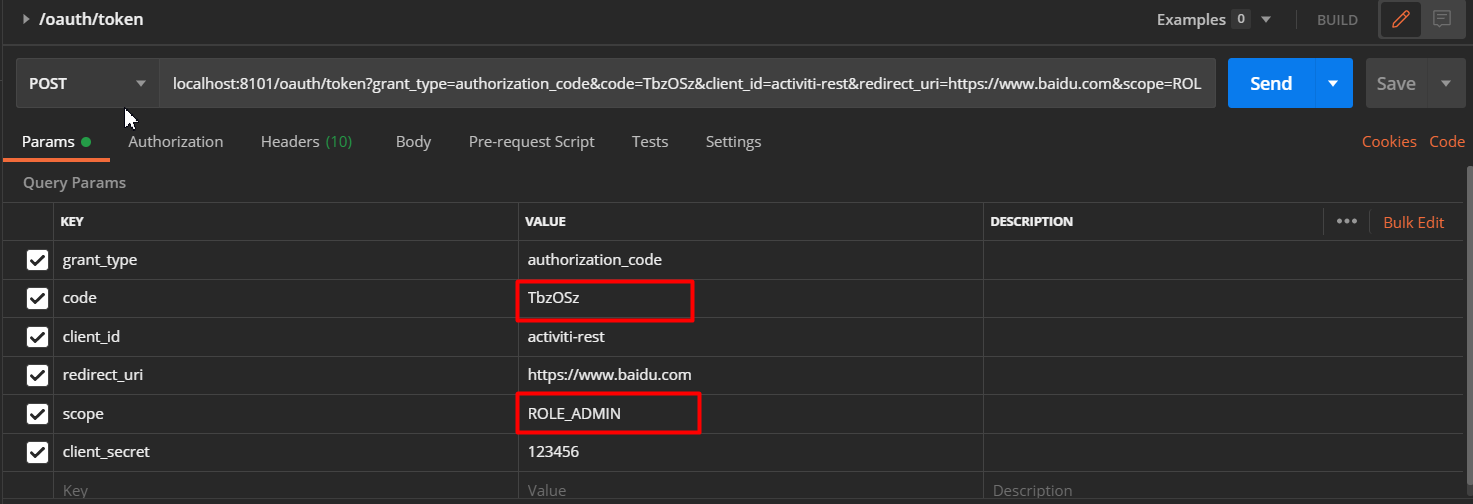 /oauth/token Examples 0 BUILD
POST localhost:8101/oauth/token?grant_type=authorization_code&code=TbzOSz&client_id=activiti-rest&redirect_uri=https://www.baidu.com&scope=ROL Send Save
Params Authorization Headers (10) Body Pre-request Script Tests Settings Cookies Code
Query Params
KEY VALUE DESCRIPTION ••• Bulk Edit
grant_type authorization_code
code TbzOSz
client_id activiti-rest
redirect_uri https://www.baidu.com
scope ROLE_ADMIN
client_secret 123456
Key Value Description